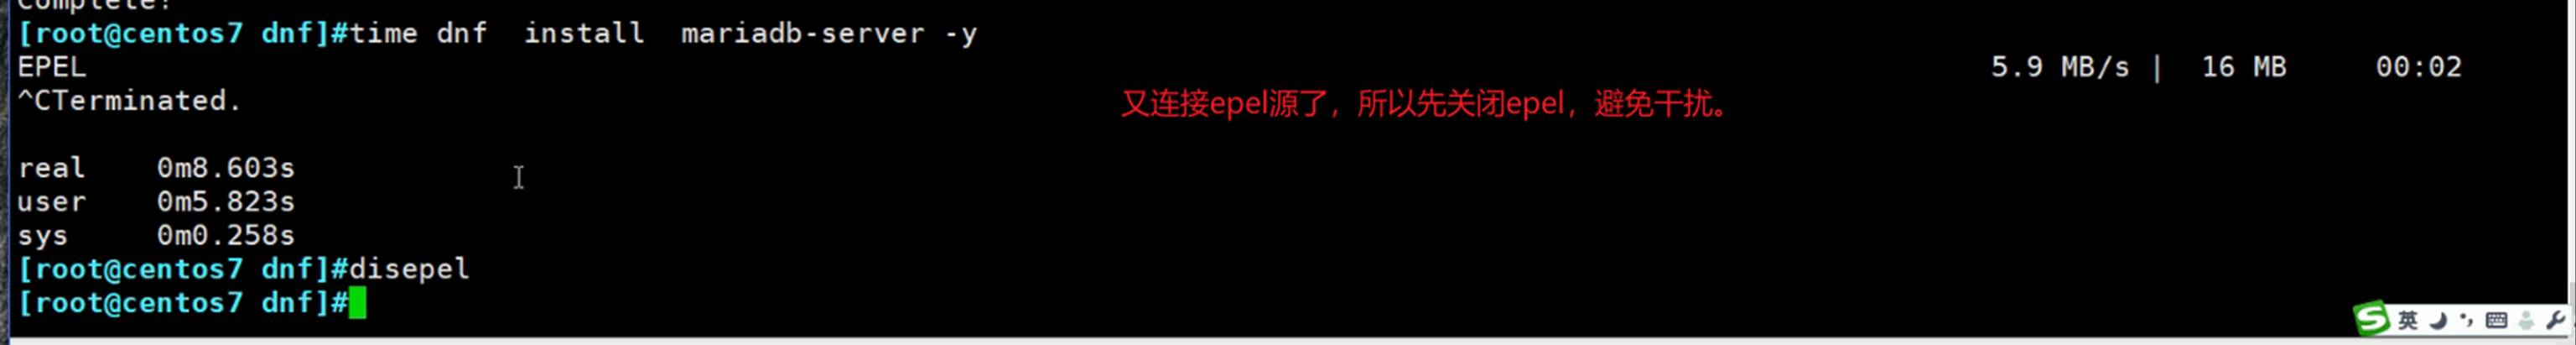 Complete!
[root@centos7 dnf]#time dnf  install  mariadb-server -y
EPEL 5.9 MB/s |  16 MB     00:02
^CTerminated.
又连接epel源了，所以先关闭epel，避免干扰。
real    0m8.603s
user    0m5.823s
sys     0m0.258s
[root@centos7 dnf]#disepel
[root@centos7 dnf]#
英